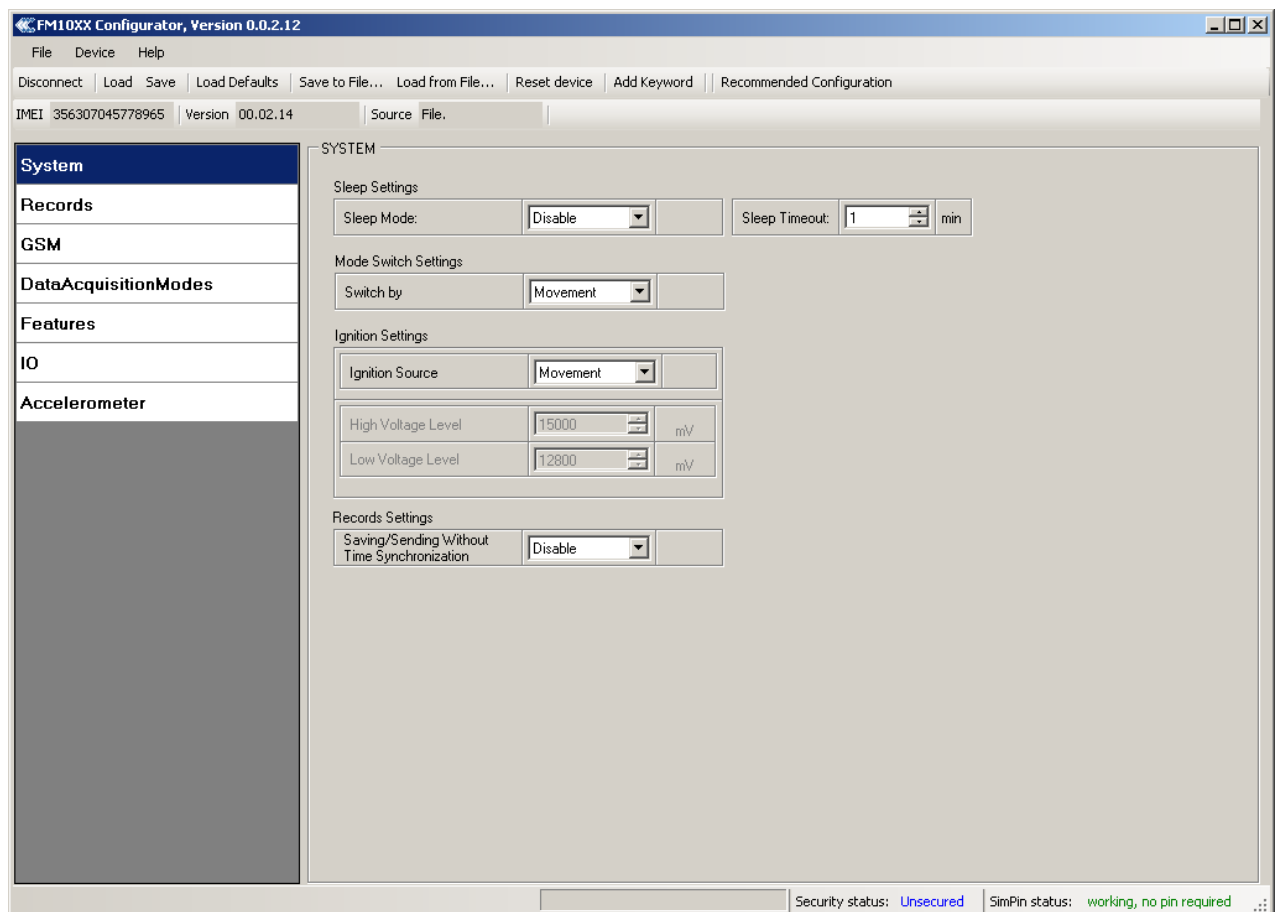 FM10XX Configurator, Version 0.0.2.12
File Device Help
Disconnect Load Save Load Defaults Save to File... Load from File... Reset device Add Keyword Recommended Configuration
IMEI 356307045778965 Version 00.02.14 Source File.
System
Records
GSM
DataAcquisitionModes
Features
IO
Accelerometer
SYSTEM
Sleep Settings
Sleep Mode: Disable Sleep Timeout: 1 min
Mode Switch Settings
Switch by Movement
Ignition Settings
Ignition Source Movement
High Voltage Level 15000 mV
Low Voltage Level 12800 mV
Records Settings
Saving/Sending Without
Time Synchronization Disable
Security status: Unsecured SimPin status: working, no pin required